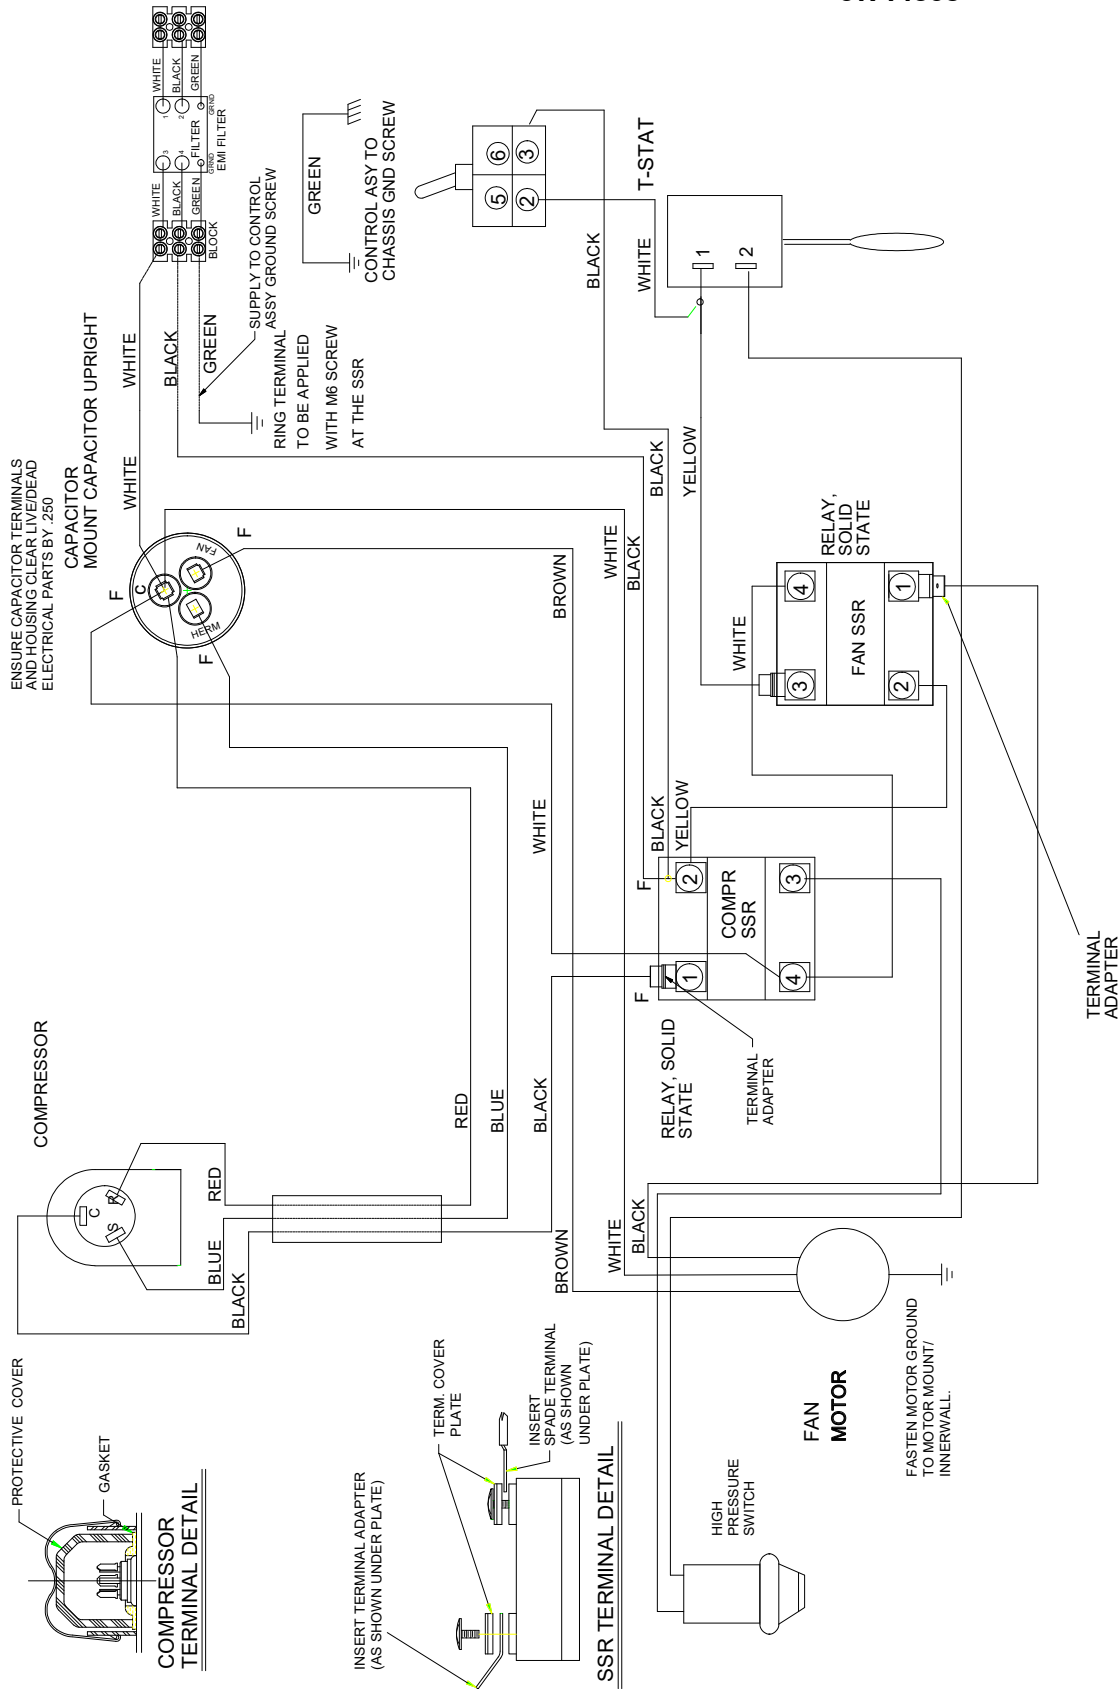 PROTECTIVE COVER
GASKET
COMPRESSOR
TERMINAL DETAIL
COMPRESSOR
C
S
R
RED
BLUE
BLACK
RED
BLUE
BLACK
WHITE
ENSURE CAPACITOR TERMINALS
AND HOUSING CLEAR LIVE/DEAD
ELECTRICAL PARTS BY .250
CAPACITOR
MOUNT CAPACITOR UPRIGHT
F
C
FAN
HERM
F
F
WHITE
WHITE
BLACK
GREEN
WHITE
BLACK
GREEN
BLOCK
3
4
GRND
1
2
GRND
FILTER
EMI FILTER
WHITE
BLACK
GREEN
SUPPLY TO CONTROL
ASSY GROUND SCREW
RING TERMINAL
TO BE APPLIED
WITH M6 SCREW
AT THE SSR
GREEN
CONTROL ASY TO
CHASSIS GND SCREW
INSERT TERMINAL ADAPTER
(AS SHOWN UNDER PLATE)
TERM. COVER
PLATE
INSERT
SPADE TERMINAL
(AS SHOWN
UNDER PLATE)
SSR TERMINAL DETAIL
BROWN
BROWN
WHITE
BLACK
WHITE
BLACK
5
6
2
3
BLACK
WHITE
T-STAT
1
2
BLACK
YELLOW
F
F
BLACK
YELLOW
1
2
COMPR
SSR
4
3
RELAY, SOLID
STATE
TERMINAL
ADAPTER
WHITE
3
4
FAN SSR
2
1
RELAY,
SOLID
STATE
TERMINAL
ADAPTER
HIGH
PRESSURE
SWITCH
FAN
MOTOR
FASTEN MOTOR GROUND
TO MOTOR MOUNT/
INNERWALL.